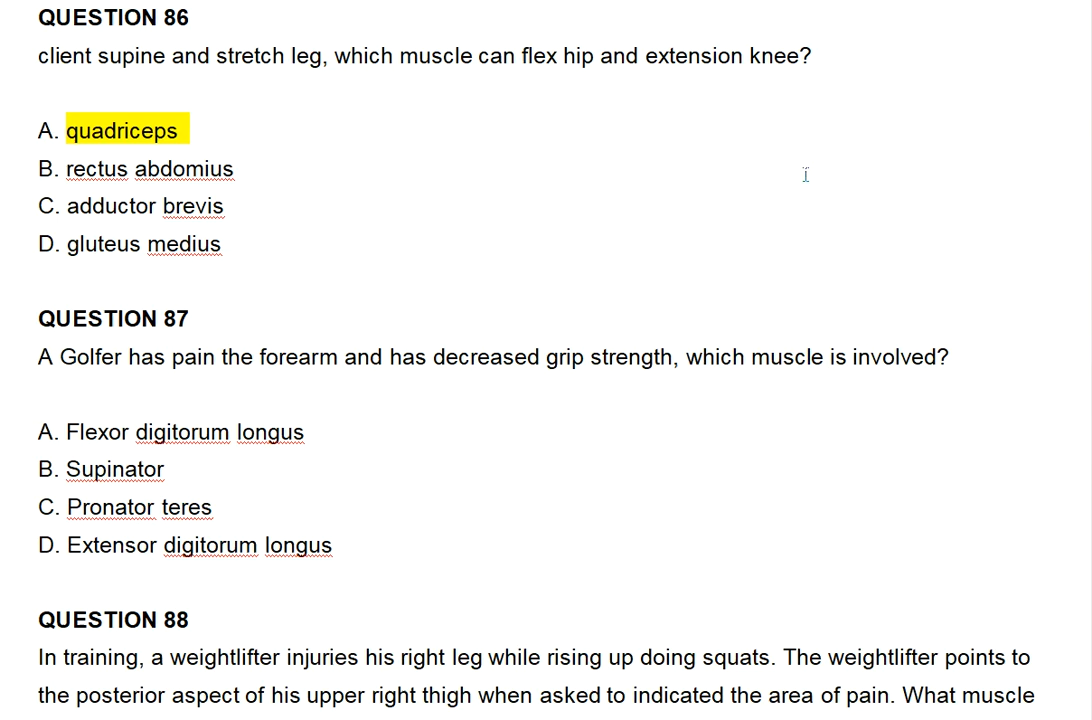 QUESTION 86
client supine and stretch leg, which muscle can flex hip and extension knee?
A. quadriceps
B. rectus abdomius
C. adductor brevis
D. gluteus medius
QUESTION 87
A Golfer has pain the forearm and has decreased grip strength, which muscle is involved?
A. Flexor digitorum longus
B. Supinator
C. Pronator teres
D. Extensor digitorum longus
QUESTION 88
In training, a weightlifter injuries his right leg while rising up doing squats. The weightlifter points to
the posterior aspect of his upper right thigh when asked to indicated the area of pain. What muscle